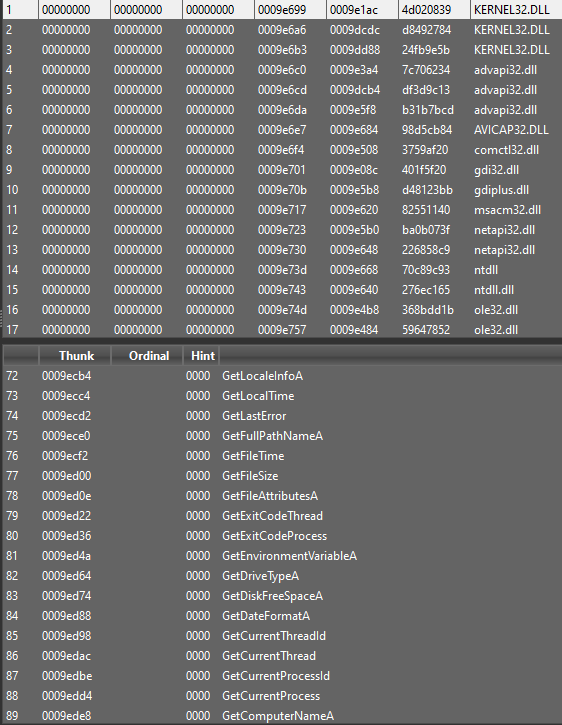 1 00000000 00000000 00000000 0009e699 0009e1ac 4d020839 KERNEL32.DLL
2 00000000 00000000 00000000 0009e6a6 0009dcdc d8492784 KERNEL32.DLL
3 00000000 00000000 00000000 0009e6b3 0009dd88 24fb9e5b KERNEL32.DLL
4 00000000 00000000 00000000 0009e6c0 0009e3a4 7c706234 advapi32.dll
5 00000000 00000000 00000000 0009e6cd 0009dcb4 df3d9c13 advapi32.dll
6 00000000 00000000 00000000 0009e6da 0009e5f8 b31b7bcd advapi32.dll
7 00000000 00000000 00000000 0009e6e7 0009e684 98d5cb84 AVICAP32.DLL
8 00000000 00000000 00000000 0009e6f4 0009e508 3759af20 comctl32.dll
9 00000000 00000000 00000000 0009e701 0009e08c 401f5f20 gdi32.dll
10 00000000 00000000 00000000 0009e70b 0009e5b8 d48123bb gdiplus.dll
11 00000000 00000000 00000000 0009e717 0009e620 82551140 msacm32.dll
12 00000000 00000000 00000000 0009e723 0009e5b0 ba0b073f netapi32.dll
13 00000000 00000000 00000000 0009e730 0009e648 226858c9 netapi32.dll
14 00000000 00000000 00000000 0009e73d 0009e668 70c89c93 ntdll
15 00000000 00000000 00000000 0009e743 0009e640 276ec165 ntdll.dll
16 00000000 00000000 00000000 0009e74d 0009e4b8 368bdd1b ole32.dll
17 00000000 00000000 00000000 0009e757 0009e484 59647852 ole32.dll
Thunk Ordinal Hint
72 0009ecb4 0000 GetLocaleInfoA
73 0009ecc4 0000 GetLocalTime
74 0009ecd2 0000 GetLastError
75 0009ece0 0000 GetFullPathNameA
76 0009ecf2 0000 GetFileTime
77 0009ed00 0000 GetFileSize
78 0009ed0e 0000 GetFileAttributesA
79 0009ed22 0000 GetExitCodeThread
80 0009ed36 0000 GetExitCodeProcess
81 0009ed4a 0000 GetEnvironmentVariableA
82 0009ed64 0000 GetDriveTypeA
83 0009ed74 0000 GetDiskFreeSpaceA
84 0009ed88 0000 GetDateFormatA
85 0009ed98 0000 GetCurrentThreadId
86 0009edac 0000 GetCurrentThread
87 0009edbe 0000 GetCurrentProcessId
88 0009edd4 0000 GetCurrentProcess
89 0009ede8 0000 GetComputerNameA